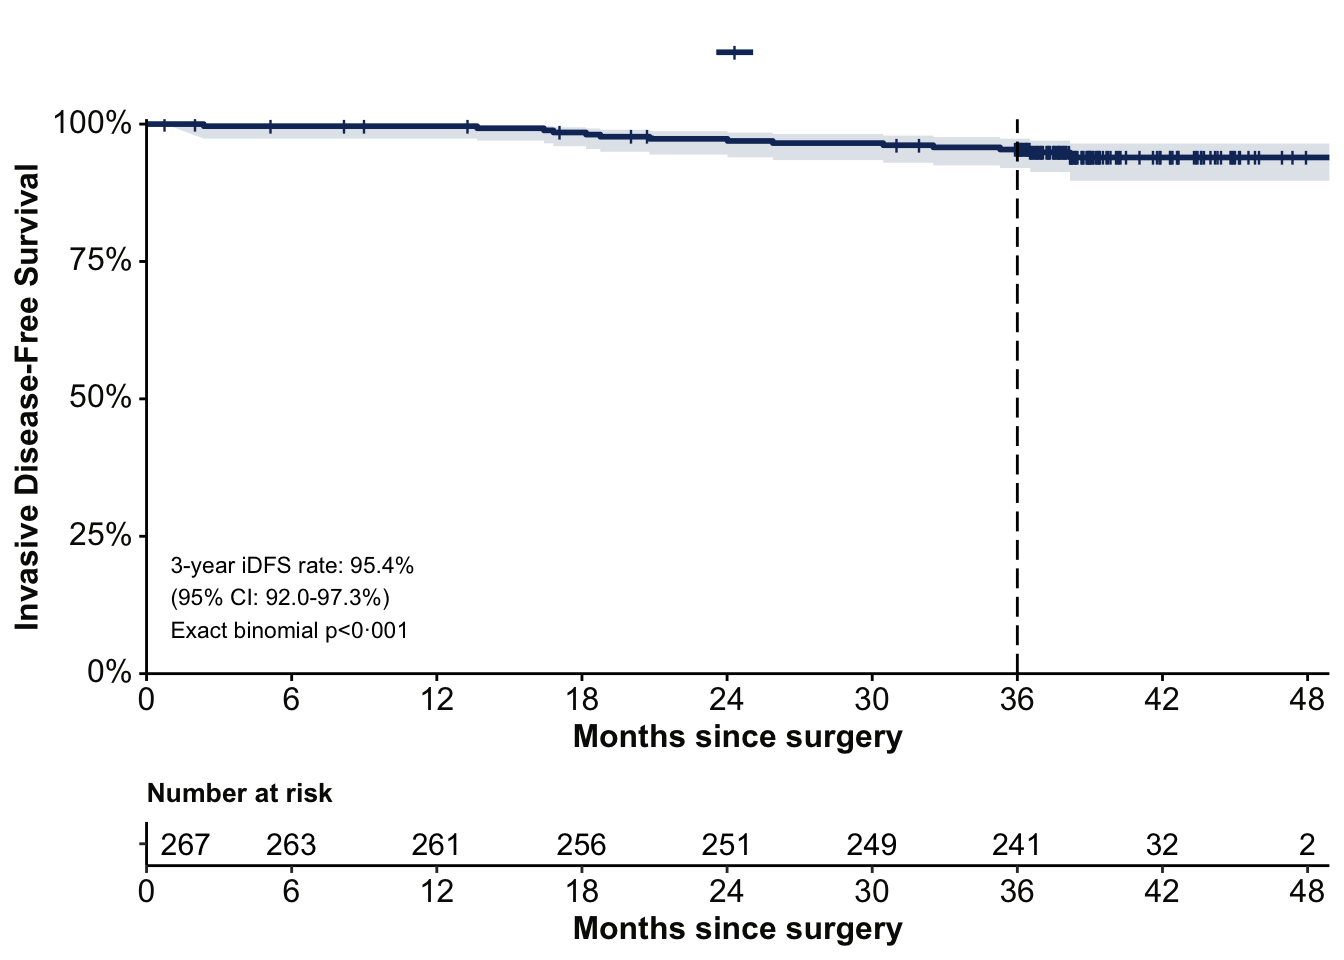 Invasive Disease-Free Survival
100%
75%
50%
25%
0%
3-year iDFS rate: 95.4%
(95% CI: 92.0-97.3%)
Exact binomial p<0·001
0 6 12 18 24 30 36 42 48
Months since surgery
Number at risk
267 263 261 256 251 249 241 32 2
0 6 12 18 24 30 36 42 48
Months since surgery